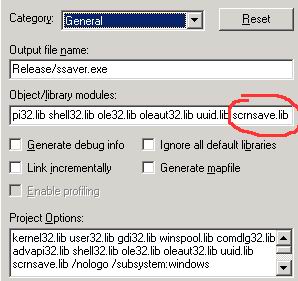 Category: General Reset
Output file name:
Release/ssaver.exe
Object/library modules:
pi32.lib shell32.lib ole32.lib oleaut32.lib uuid.lib scrnsave.lib
Generate debug info Ignore all default libraries
Link incrementally Generate mapfile
Enable profiling
Project Options:
kernel32.lib user32.lib gdi32.lib winspool.lib comdlg32.lib
advapi32.lib shell32.lib ole32.lib oleaut32.lib uuid.lib
scrnsave.lib /nologo /subsystem:windows